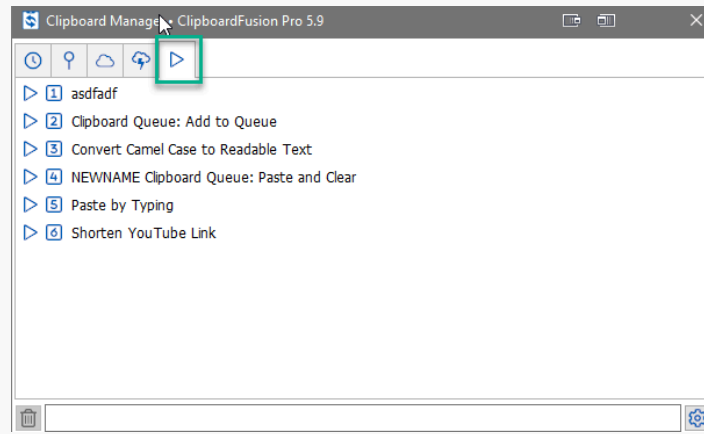 Clipboard Manager • ClipboardFusion Pro 5.9
1 asdfadf
2 Clipboard Queue: Add to Queue
3 Convert Camel Case to Readable Text
4 NEWNAME Clipboard Queue: Paste and Clear
5 Paste by Typing
6 Shorten YouTube Link